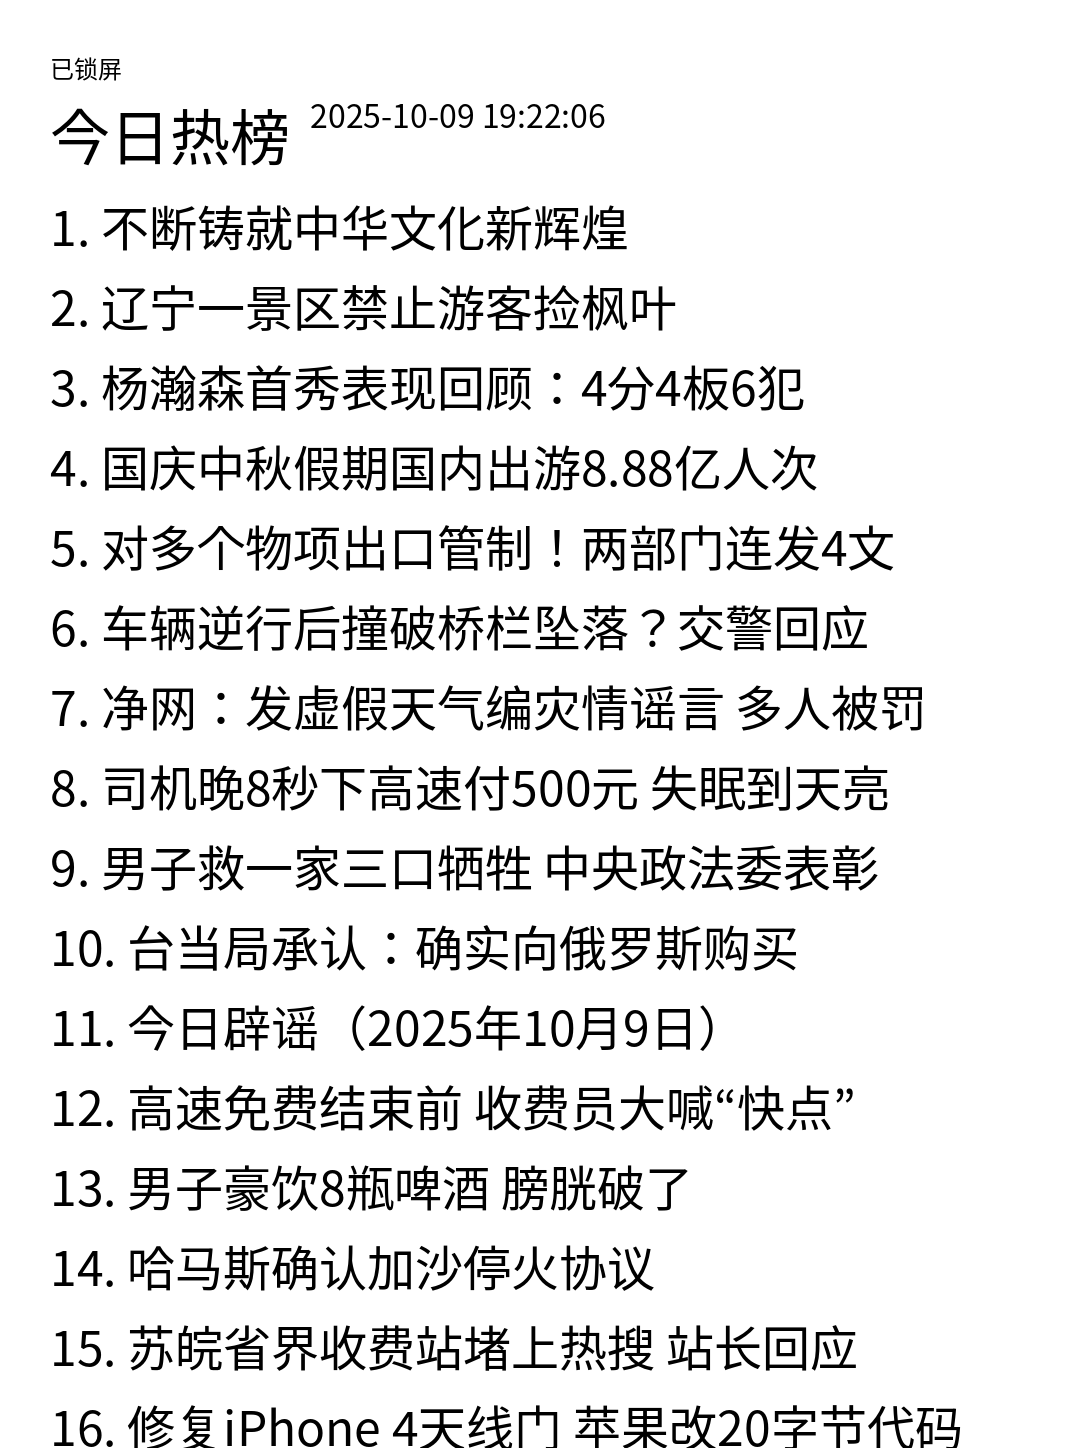 已锁屏
今日热榜 2025-10-09 19:22:06
1. 不断铸就中华文化新辉煌
2. 辽宁一景区禁止游客捡枫叶
3. 杨瀚森首秀表现回顾：4分4板6犯
4. 国庆中秋假期国内出游8.88亿人次
5. 对多个物项出口管制！两部门连发4文
6. 车辆逆行后撞破桥栏坠落？交警回应
7. 净网：发虚假天气编灾情谣言 多人被罚
8. 司机晚8秒下高速付500元 失眠到天亮
9. 男子救一家三口牺牲 中央政法委表彰
10. 台当局承认：确实向俄罗斯购买
11. 今日辟谣（2025年10月9日）
12. 高速免费结束前 收费员大喊“快点”
13. 男子豪饮8瓶啤酒 膀胱破了
14. 哈马斯确认加沙停火协议
15. 苏皖省界收费站堵上热搜 站长回应
16. 修复iPhone 4天线门 苹果改20字节代码